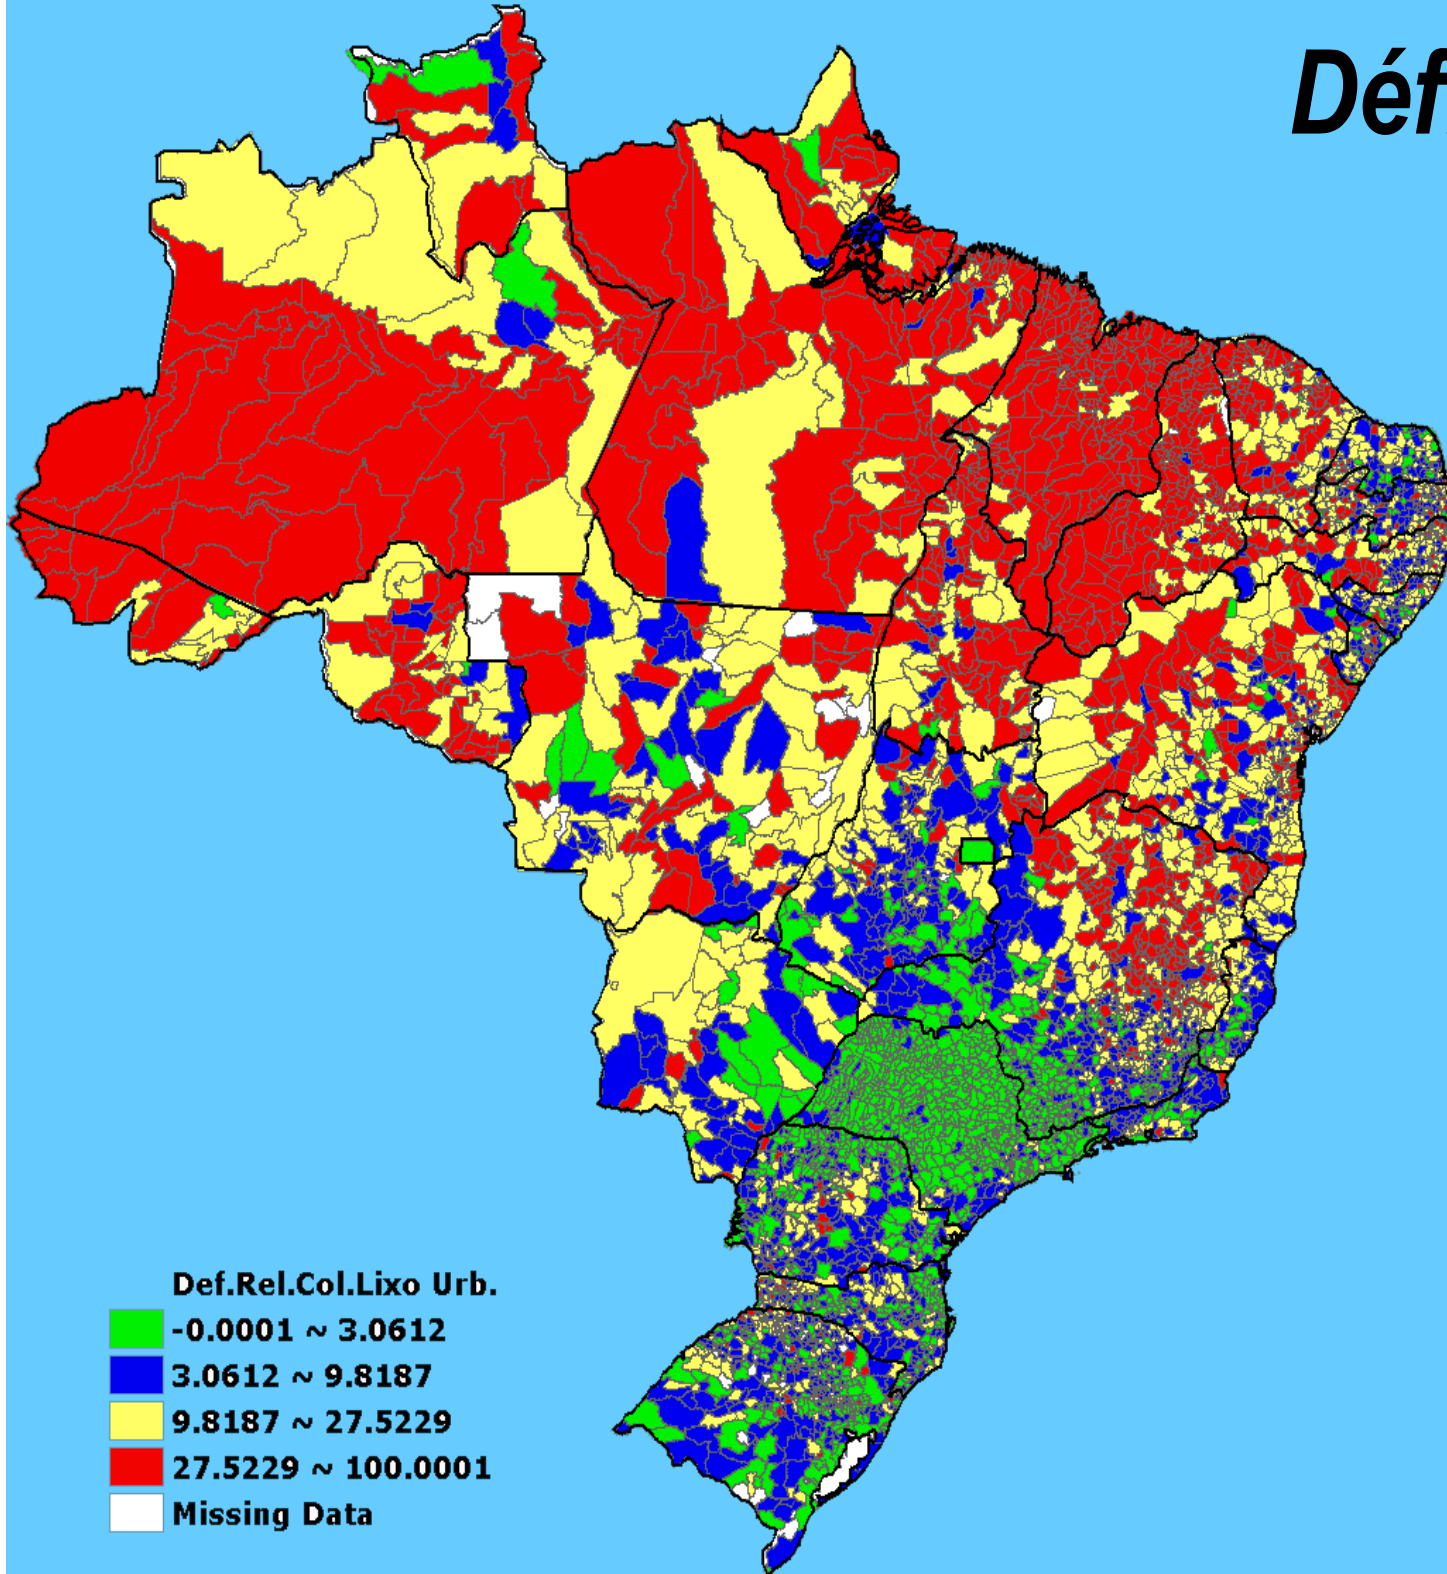 Déf
Def.Rel.Col.Lixo Urb.
-0.0001 ~ 3.0612
3.0612 ~ 9.8187
9.8187 ~ 27.5229
27.5229 ~ 100.0001
Missing Data